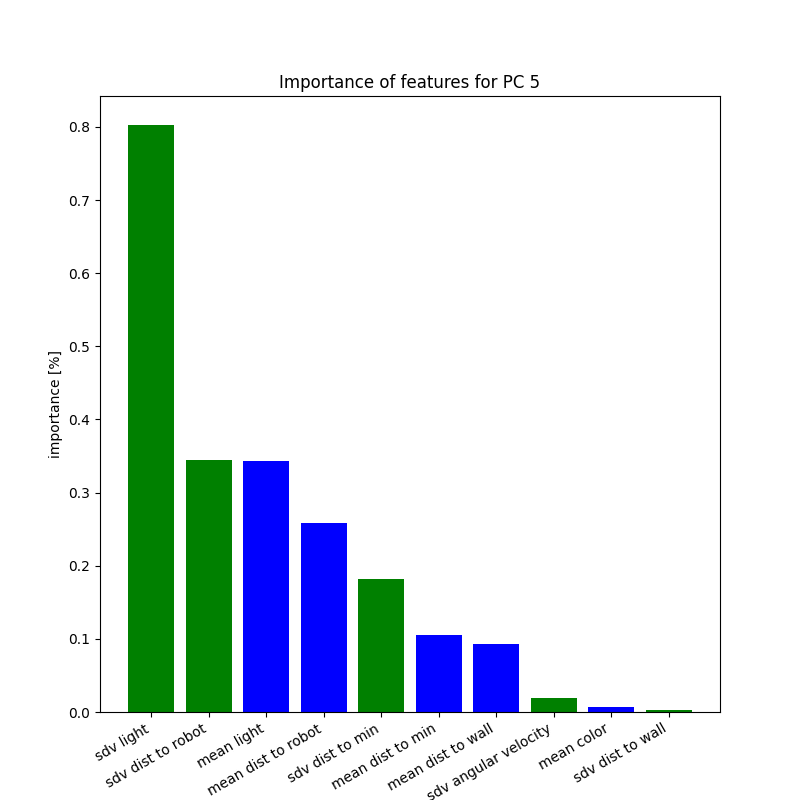 Importance of features for PC 5
importance [%]
0.8
0.7
0.6
0.5
0.4
0.3
0.2
0.1
0.0
sdv light
sdv dist to robot
mean light
mean dist to robot
sdv dist to min
mean dist to min
mean dist to wall
sdv angular velocity
mean color
sdv dist to wall